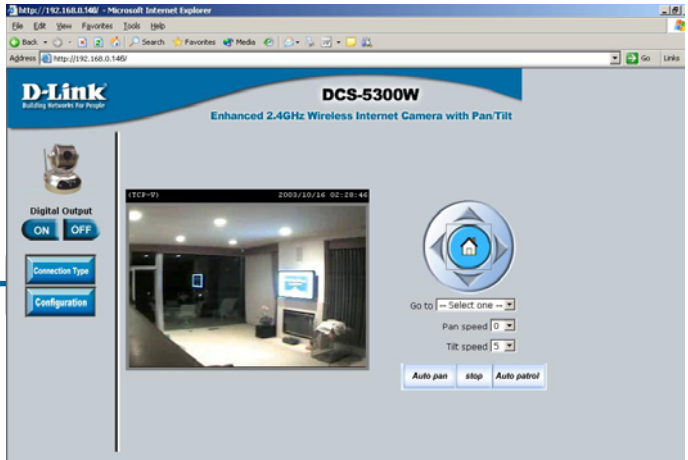 http://192.168.0.148/ - Microsoft Internet Explorer
File Edit View Favorites Tools Help
Back Search Favorites Media
Address http://192.168.0.148/ Go Links
D-Link
Building Networks for People
DCS-5300W
Enhanced 2.4GHz Wireless Internet Camera with Pan/Tilt
(TCP-V) 2003/10/16 02:28:46
Digital Output
ON OFF
Connection Type
Configuration
Go to -- Select one --
Pan speed 0
Tilt speed 5
Auto pan stop Auto patrol